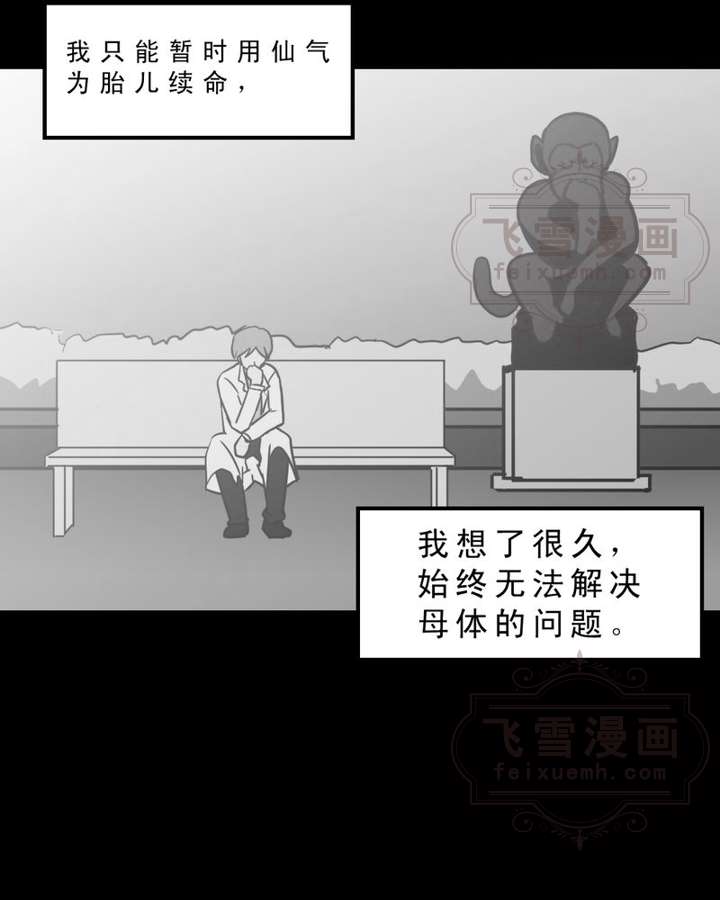 我只能暂时用仙气
为胎儿续命，
飞雪漫画
feixuemh.com
我想了很久，
始终无法解决
母体的问题。
飞雪漫画
feixuemh.com